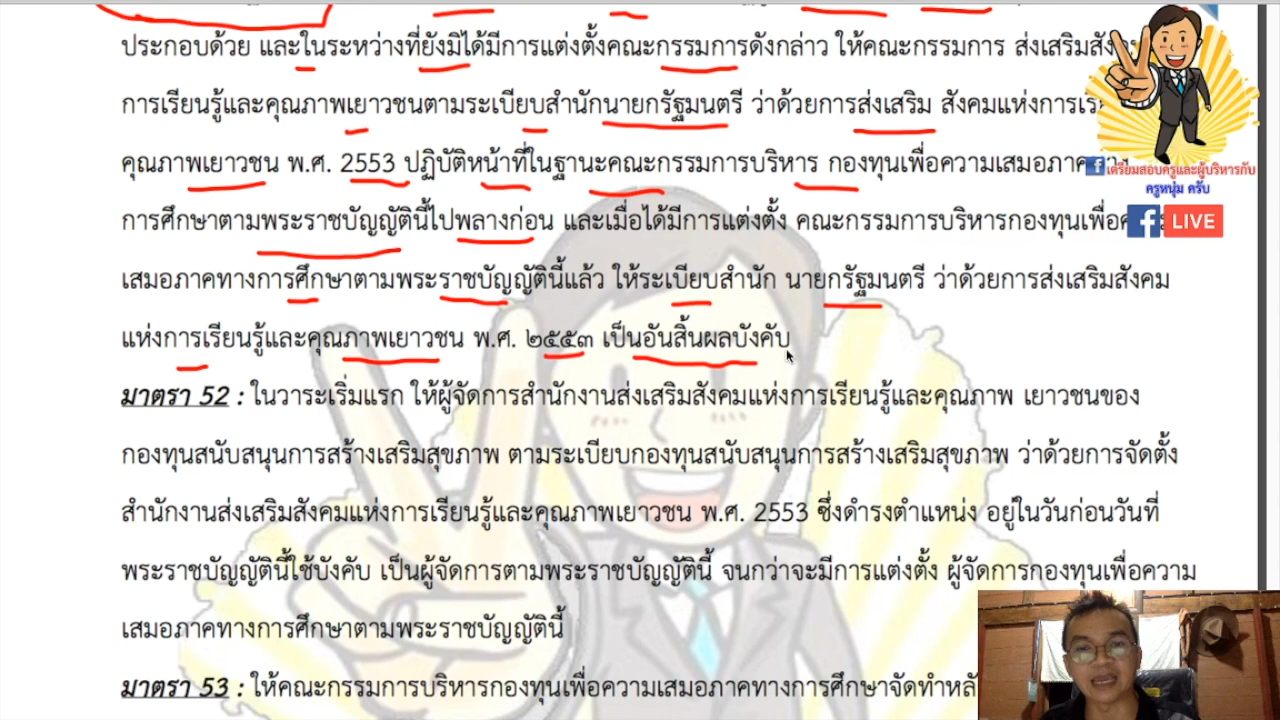 ประกอบด้วย และในระหว่างที่ยังมิได้มีการแต่งตั้งคณะกรรมการดังกล่าว ให้คณะกรรมการ ส่งเสริม
การเรียนรู้และคุณภาพเยาวชนตามระเบียบสำนักนายกรัฐมนตรี ว่าด้วยการส่งเสริม สังคมแห่งการ
คุณภาพเยาวชน พ.ศ. 2553 ปฏิบัติหน้าที่ในฐานะคณะกรรมการบริหาร กองทุนเพื่อความเสมอภาค
เตรียมสอบครูและผู้บริหารกับ
ครูหนุ่ม ครับ
การศึกษาตามพระราชบัญญัตินี้ไปพลางก่อน และเมื่อได้มีการแต่งตั้ง คณะกรรมการบริหารกองทุนเพื่อ
LIVE
เสมอภาคทางการศึกษาตามพระราชบัญญัตินี้แล้ว ให้ระเบียบสำนัก นายกรัฐมนตรี ว่าด้วยการส่งเสริมสังคม
แห่งการเรียนรู้และคุณภาพเยาวชน พ.ศ. ๒๕๕๓ เป็นอันสิ้นผลบังคับ
มาตรา 52 : ในวาระเริ่มแรก ให้ผู้จัดการสำนักงานส่งเสริมสังคมแห่งการเรียนรู้และคุณภาพ เยาวชนของ
กองทุนสนับสนุนการสร้างเสริมสุขภาพ ตามระเบียบกองทุนสนับสนุนการสร้างเสริมสุขภาพ ว่าด้วยการจัดตั้ง
สำนักงานส่งเสริมสังคมแห่งการเรียนรู้และคุณภาพเยาวชน พ.ศ. 2553 ซึ่งดำรงตำแหน่ง อยู่ในวันก่อนวันที่
พระราชบัญญัตินี้ใช้บังคับ เป็นผู้จัดการตามพระราชบัญญัตินี้ จนกว่าจะมีการแต่งตั้ง ผู้จัดการกองทุนเพื่อความ
เสมอภาคทางการศึกษาตามพระราชบัญญัตินี้
มาตรา 53 : ให้คณะกรรมการบริหารกองทุนเพื่อความเสมอภาคทางการศึกษาจัดทำ